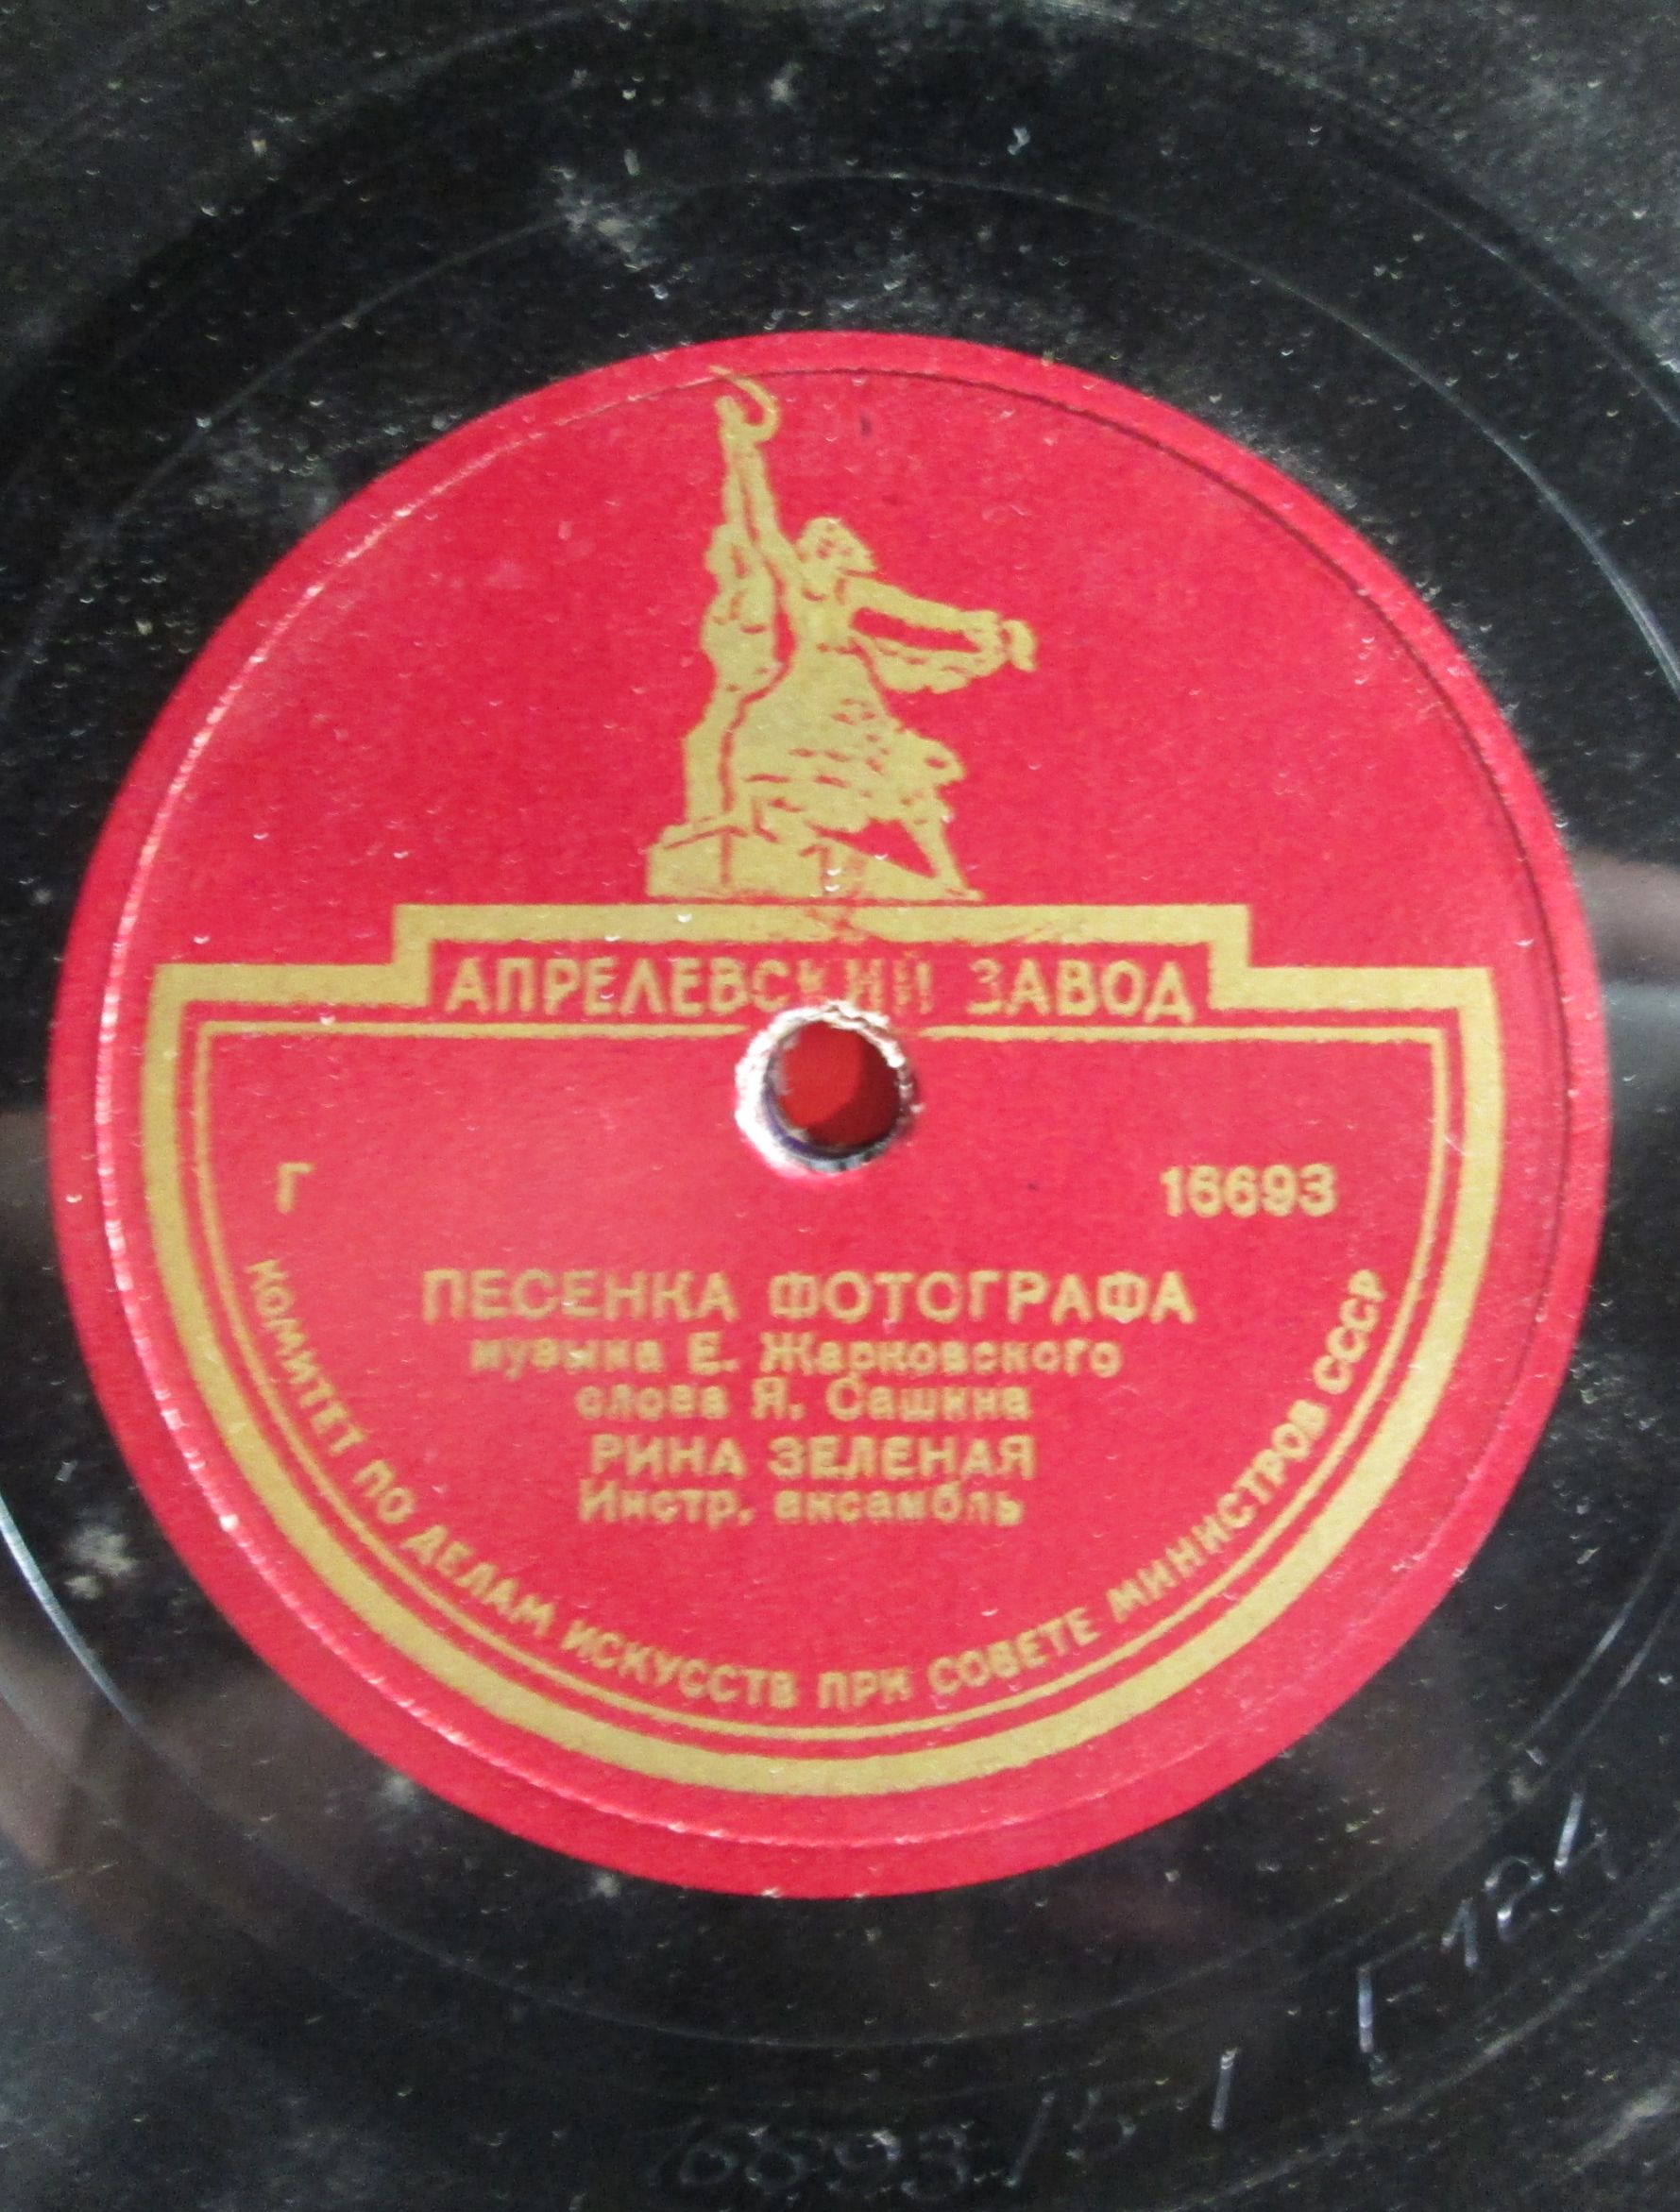 АПРЕЛЕВСКИЙ ЗАВОД
Г 16693
ПЕСЕНКА ФОТОГРАФА
музыка Е. Жарковского
слова Я. Сашина
РИНА ЗЕЛЕНАЯ
Инстр. ансамбль
КОМИТЕТ ПО ДЕЛАМ ИСКУССТВ ПРИ СОВЕТЕ МИНИСТРОВ СССР
16693